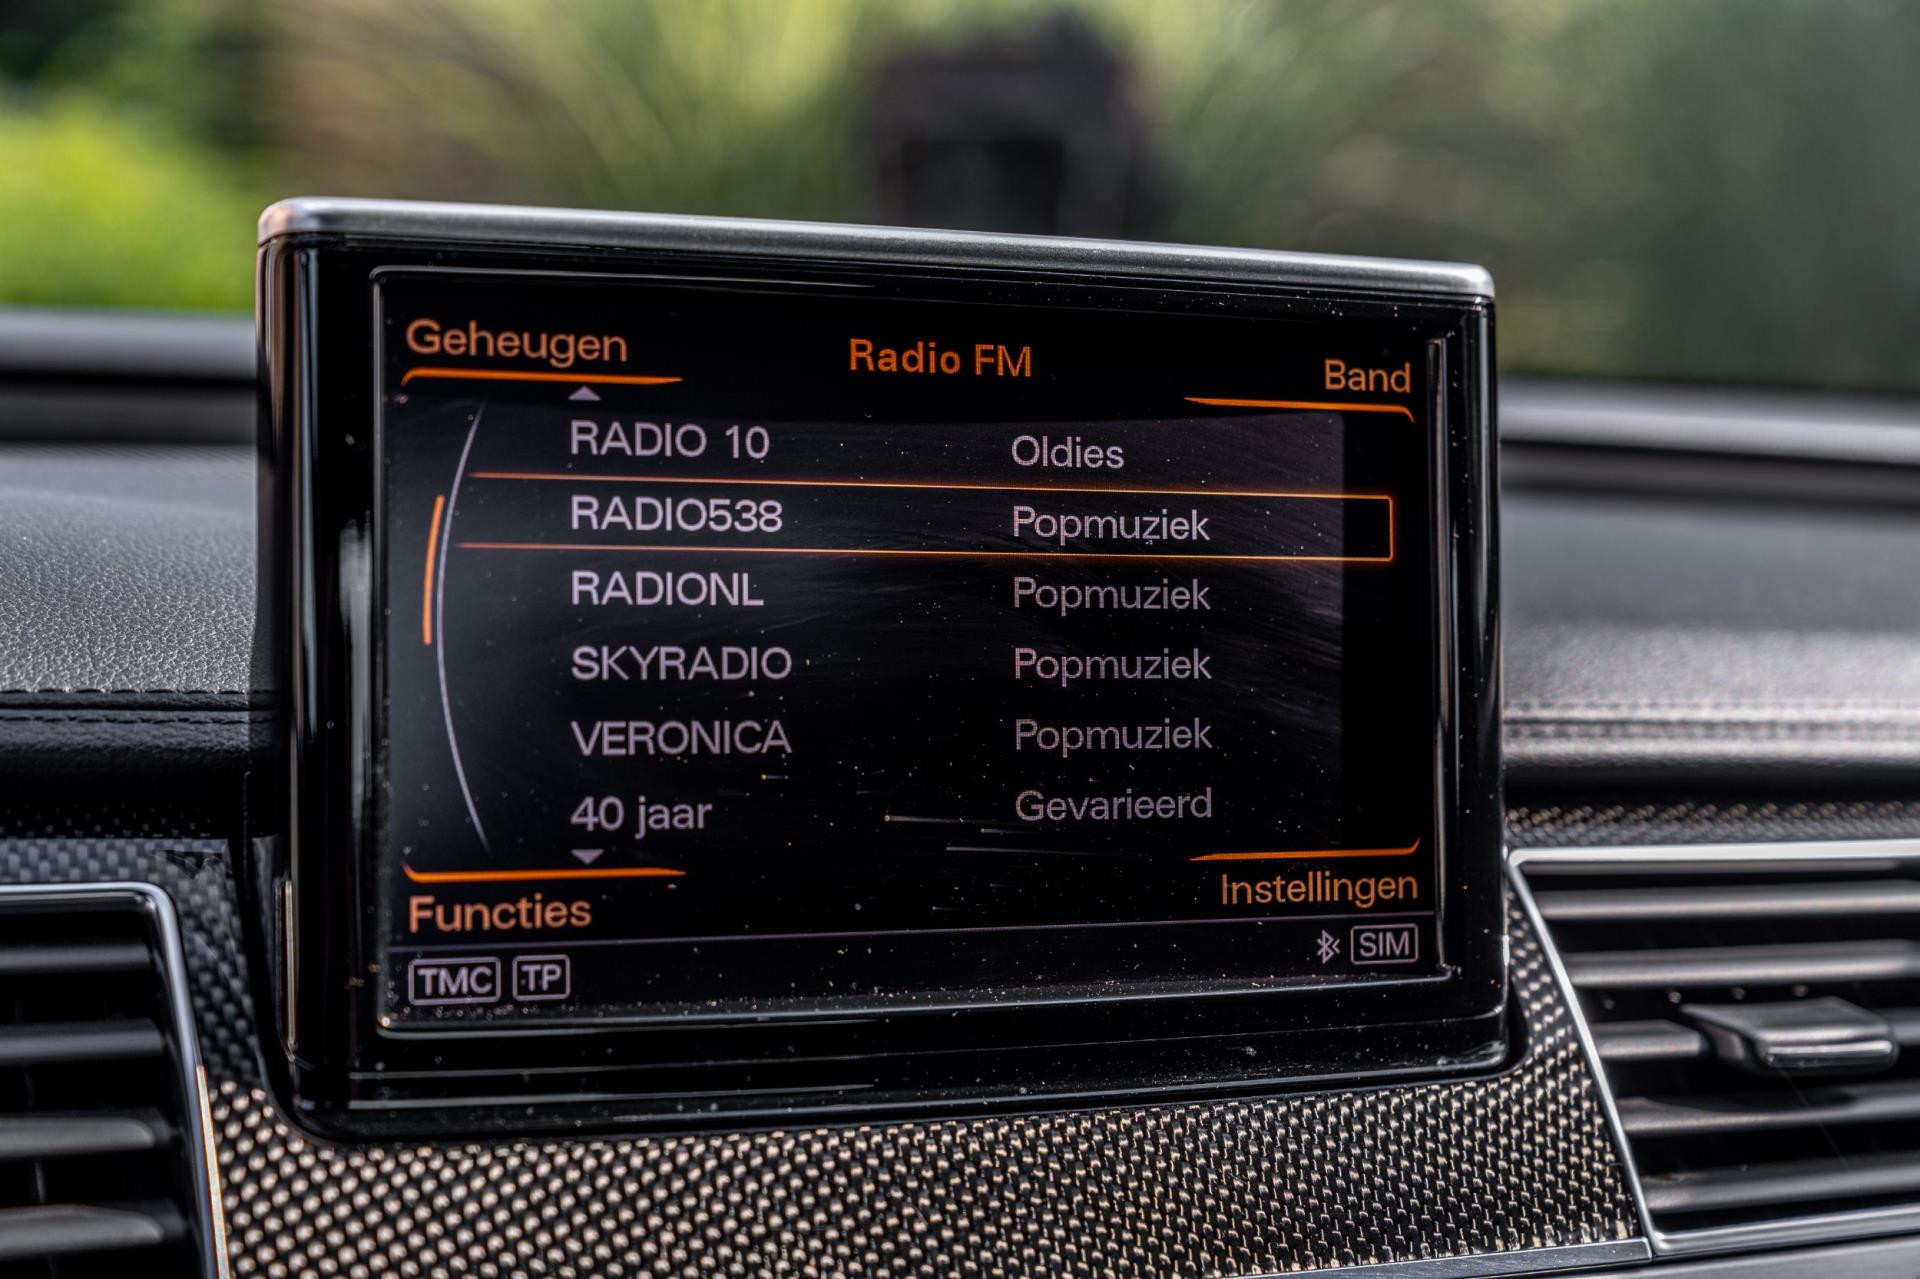 Geheugen Radio FM Band
RADIO 10 Oldies
RADIO538 Popmuziek
RADIONL Popmuziek
SKYRADIO Popmuziek
VERONICA Popmuziek
40 jaar Gevarieerd
Functies Instellingen
TMC TP SIM